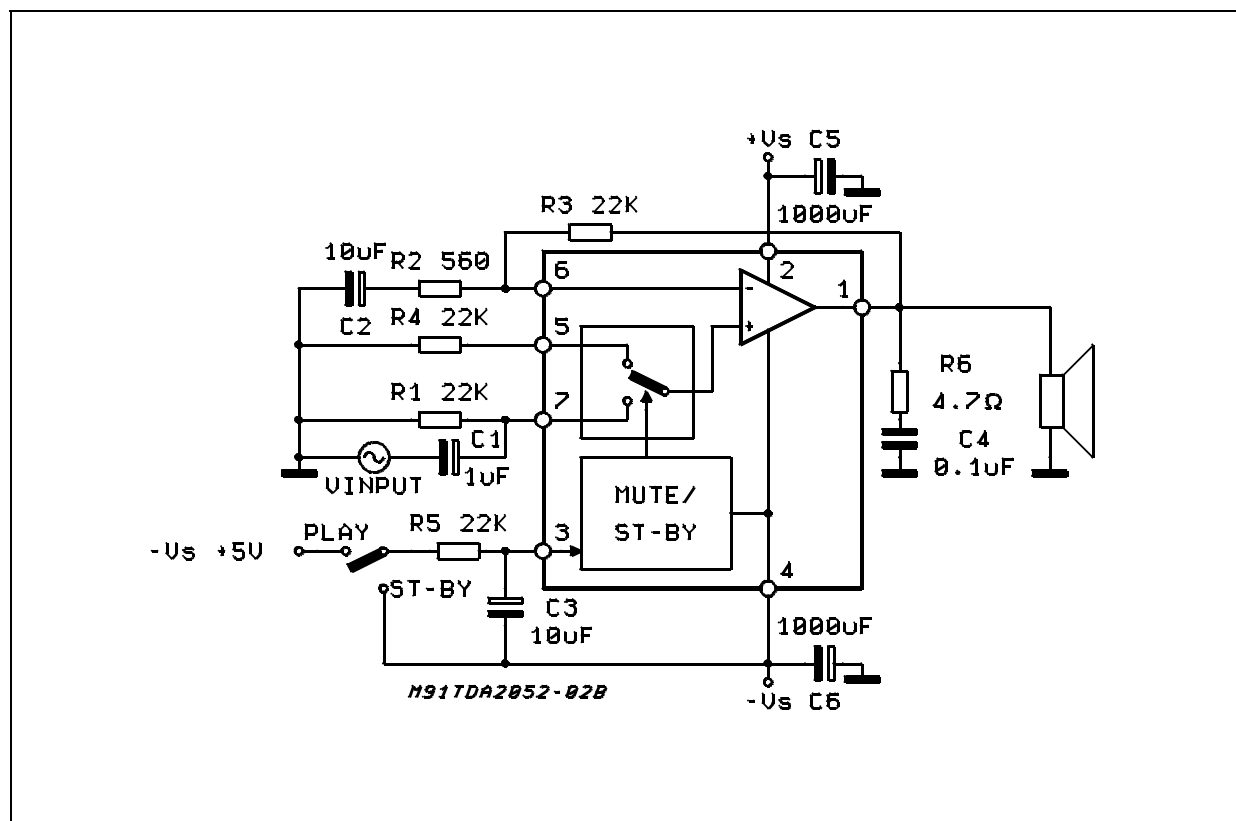 +Vs C5
1000uF
R3 22K
10uF
R2 560
6
2
1
C2
R4 22K
5
-
+
R6
4.7Ω
R1 22K
7
C4
0.1uF
C1
1uF
VINPUT
MUTE/
ST-BY
PLAY
R5 22K
3
-Vs +5V
4
ST-BY
C3
10uF
1000uF
M91TDA2052-02B
-Vs C6